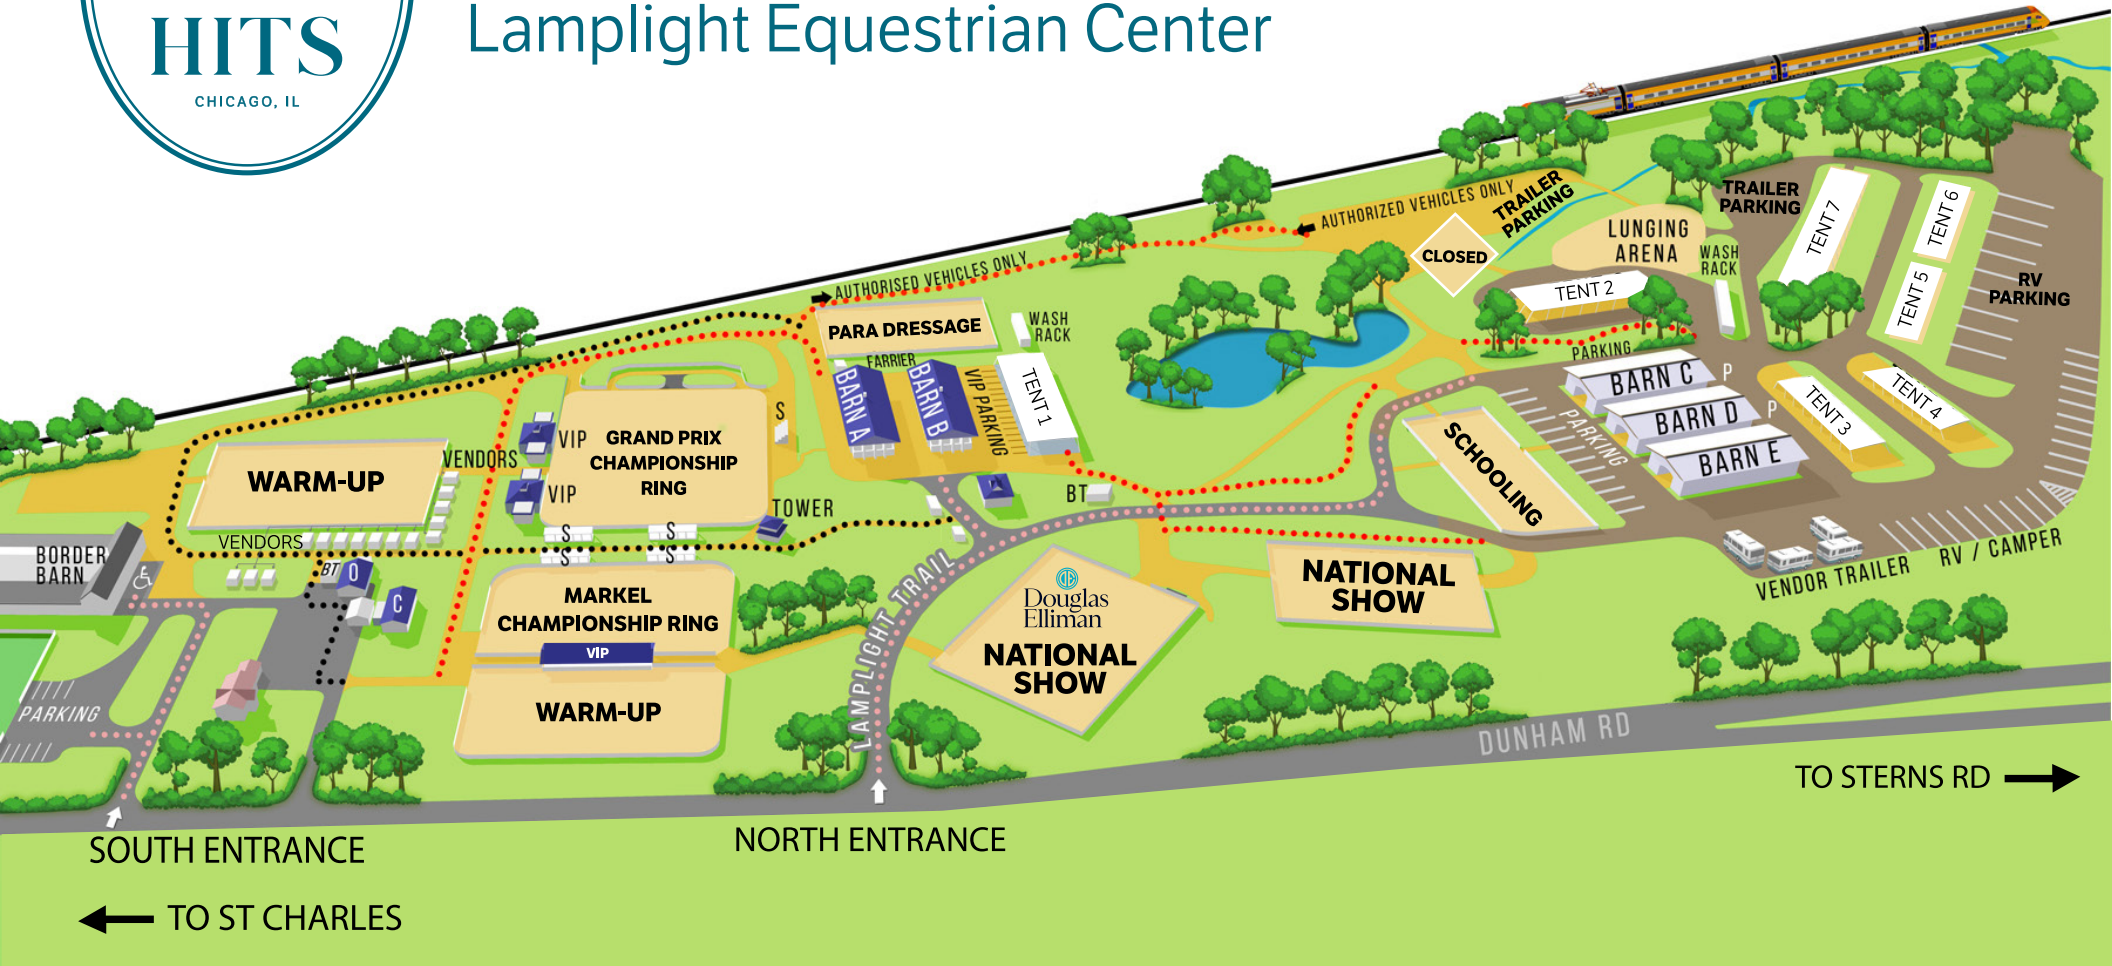 HITS
CHICAGO, IL
Lamplight Equestrian Center
AUTHORIZED VEHICLES ONLY
TRAILER
PARKING
CLOSED
LUNGING
ARENA
WASH
RACK
TRAILER
PARKING
TENT 7
TENT 6
TENT 5
RV
PARKING
AUTHORISED VEHICLES ONLY
PARA DRESSAGE
WASH
RACK
FARRIER
BARN A
BARN B
VIP PARKING
TENT 1
TENT 2
PARKING
BARN C
P
BARN D
P
BARN E
PARKING
TENT 3
TENT 4
SCHOOLING
WARM-UP
VENDORS
VIP
VIP
GRAND PRIX
CHAMPIONSHIP
RING
S
TOWER
BT
VENDORS
S
S
S
S
BORDER
BARN
BT
O
C
MARKEL
CHAMPIONSHIP RING
VIP
WARM-UP
LAMPLIGHT TRAIL
Douglas
Elliman
NATIONAL
SHOW
NATIONAL
SHOW
VENDOR TRAILER
RV / CAMPER
PARKING
DUNHAM RD
TO STERNS RD
SOUTH ENTRANCE
NORTH ENTRANCE
TO ST CHARLES